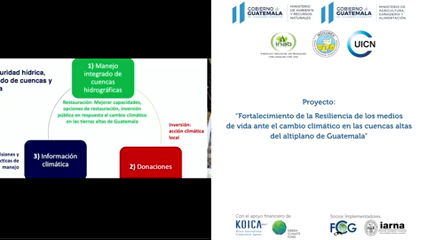 uridad hídrica,
do de cuencas y
a
1) Manejo
integrado de
cuencas
hidrográficas
Restauración: Mejorar capacidades,
opciones de restauración, inversión
pública en respuesta al cambio climático
en las tierras altas de Guatemala
Inversión:
acción climática
local
3) Información
climática
2) Donaciones
isiones y
cticas de
manejo
GOBIERNO de
GUATEMALA
MINISTERIO DE
AMBIENTE Y
RECURSOS
NATURALES
GOBIERNO de
GUATEMALA
MINISTERIO DE
AGRICULTURA,
GANADERÍA Y
ALIMENTACIÓN
inab
UICN
Proyecto:
"Fortalecimiento de la Resiliencia de los medios
de vida ante el cambio climático en las cuencas altas
del altiplano de Guatemala"
Con el apoyo financiero de
Socios Implementadores
KOICA
GREEN
CLIMATE
FUND
FCG
iarna